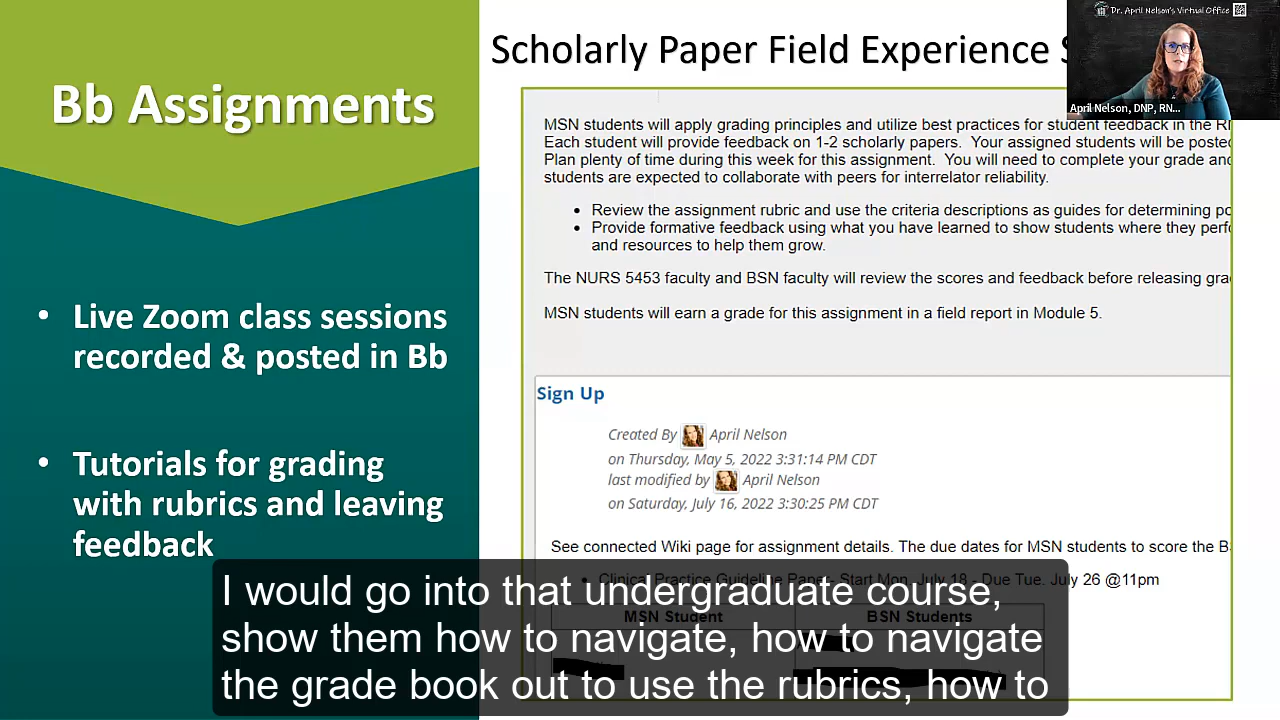 Scholarly Paper Field Experience
Dr. April Nelson's Virtual Office
April Nelson, DNP, RN...
Bb Assignments
• Live Zoom class sessions
recorded & posted in Bb
• Tutorials for grading
with rubrics and leaving
feedback
MSN students will apply grading principles and utilize best practices for student feedback in the
Each student will provide feedback on 1-2 scholarly papers. Your assigned students will be
Plan plenty of time during this week for this assignment. You will need to complete your grade
students are expected to collaborate with peers for interrelator reliability.
• Review the assignment rubric and use the criteria descriptions as guides for determining
• Provide formative feedback using what you have learned to show students where they
and resources to help them grow.
The NURS 5453 faculty and BSN faculty will review the scores and feedback before releasing
MSN students will earn a grade for this assignment in a field report in Module 5.
Sign Up
Created By April Nelson
on Thursday, May 5, 2022 3:31:14 PM CDT
last modified by April Nelson
on Saturday, July 16, 2022 3:30:25 PM CDT
See connected Wiki page for assignment details. The due dates for MSN students to score the
• Clinical Practice Guideline Paper- Start Mon. July 18 - Due Tue. July 26 @11pm
MSN Student BSN Students
I would go into that undergraduate course,
show them how to navigate, how to navigate
the grade book out to use the rubrics, how to